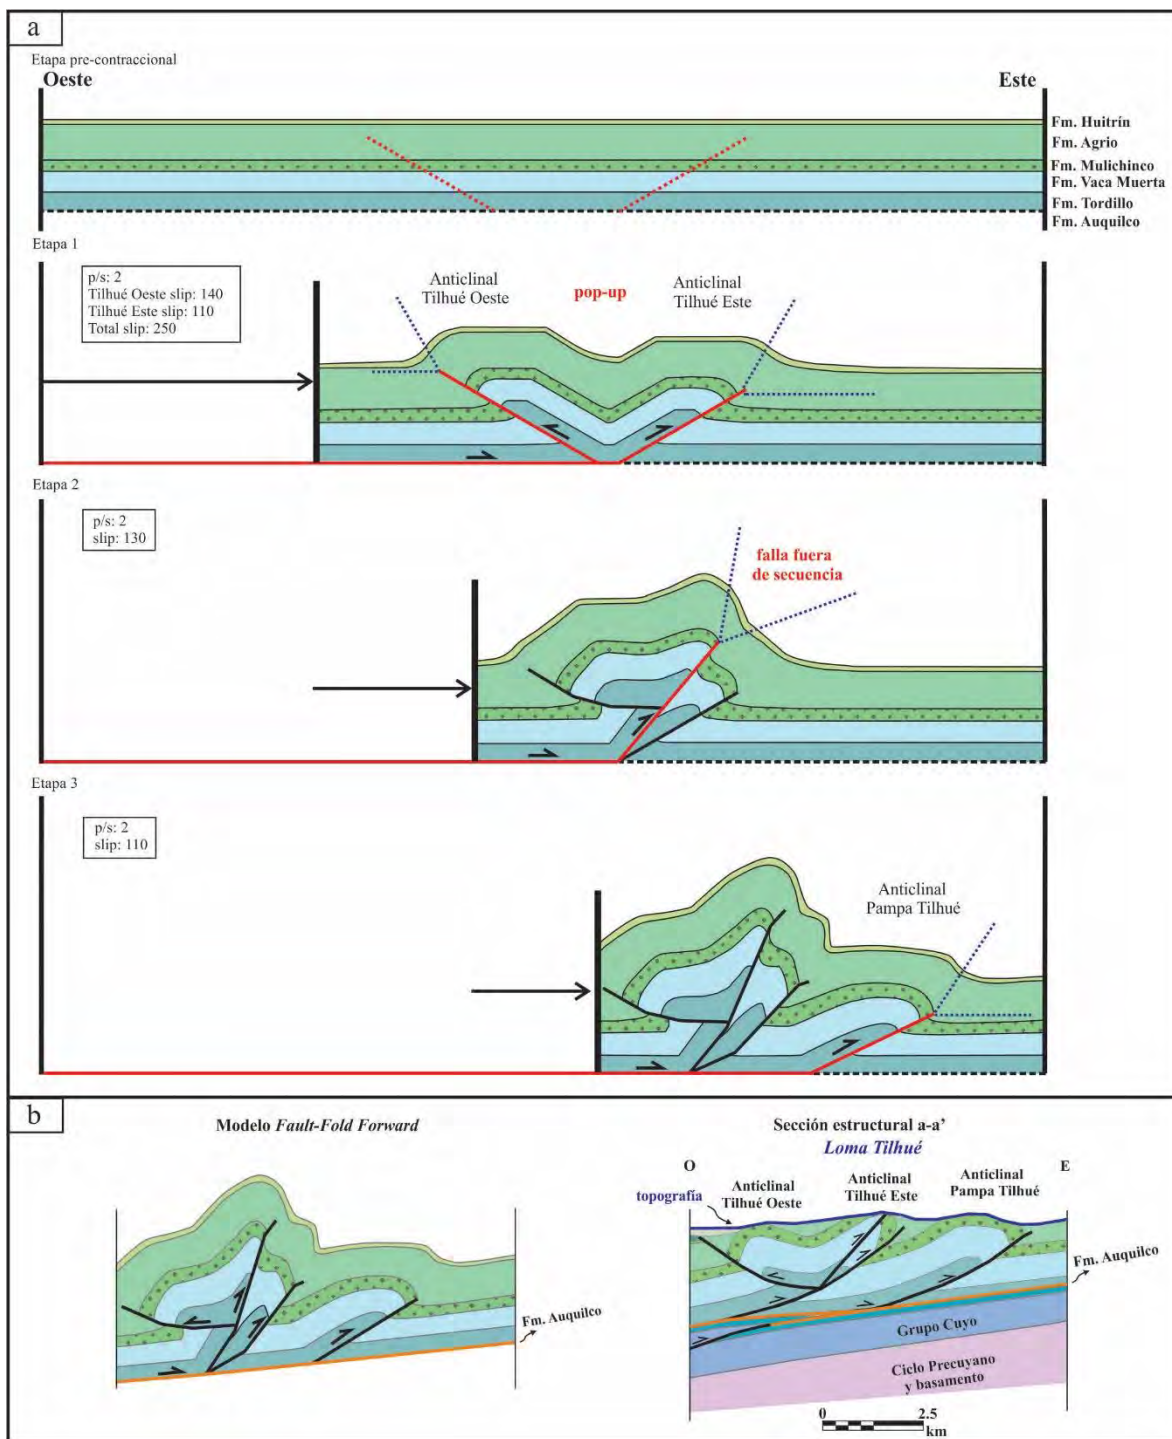 a
Etapa pre-contraccional
Oeste
Este
Fm. Huitrín
Fm. Agrio
Fm. Mulichinco
Fm. Vaca Muerta
Fm. Tordillo
Fm. Auquilco
Etapa 1
p/s: 2
Tilhué Oeste slip: 140
Tilhué Este slip: 110
Total slip: 250
Anticlinal
Tilhué Oeste
pop-up
Anticlinal
Tilhué Este
Etapa 2
p/s: 2
slip: 130
falla fuera
de secuencia
Etapa 3
p/s: 2
slip: 110
Anticlinal
Pampa Tilhué
b
Modelo Fault-Fold Forward
Fm. Auquilco
Sección estructural a-a'
Loma Tilhué
O
E
topografía
Anticlinal
Tilhué Oeste
Anticlinal
Tilhué Este
Anticlinal
Pampa Tilhué
Fm. Auquilco
Grupo Cuyo
Ciclo Precuyano
y basamento
0
2.5
km